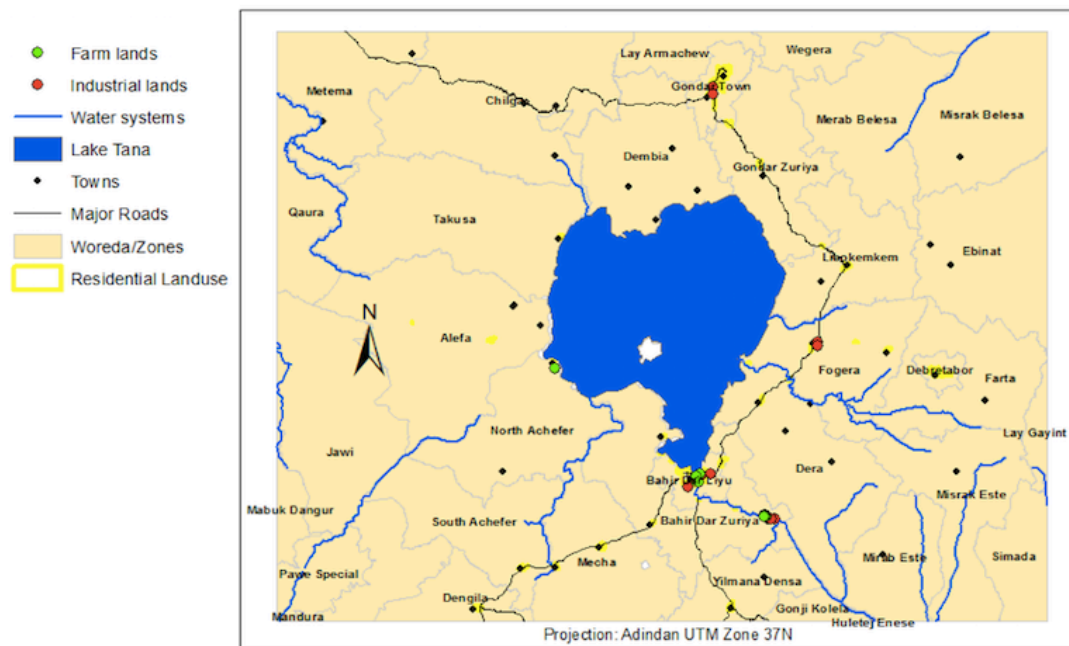 Farm lands
Industrial lands
Water systems
Lake Tana
Towns
Major Roads
Woreda/Zones
Residential Landuse
Lay Armachew
Wegera
Metema
Chilga
Gondar Town
Merab Belesa
Misrak Belesa
Dembia
Gondar Zuriya
Qaura
Takusa
Ebinat
Libokemkem
N
Alefa
Fogera
Debretabor
Farta
North Achefer
Lay Gayint
Jawi
Dera
Bahir Dar Liyu
Misrak Este
Mabuk Dangur
South Achefer
Bahir Dar Zuriya
Mecha
Mirab Este
Simada
Pawe Special
Yilmana Densa
Dengila
Gonji Kolela
Mandura
Huletej Enese
Projection: Adindan UTM Zone 37N